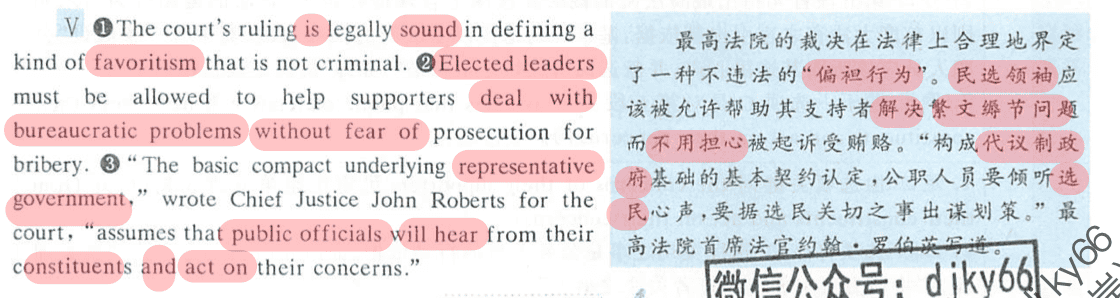 V ❶The court's ruling is legally sound in defining a
kind of favoritism that is not criminal. ❷Elected leaders
must be allowed to help supporters deal with
bureaucratic problems without fear of prosecution for
bribery. ❸"The basic compact underlying representative
government," wrote Chief Justice John Roberts for the
court, "assumes that public officials will hear from their
constituents and act on their concerns."
最高法院的裁决在法律上合理地界定
了一种不违法的“偏袒行为”。民选领袖应
该被允许帮助其支持者解决繁文缛节问题
而不用担心被起诉受贿赂。“构成代议制政
府基础的基本契约认定,公职人员要倾听选
民心声,要据选民关切之事出谋划策。”最
高法院首席法官约翰·罗伯茨写道。
微信公众号: djky66